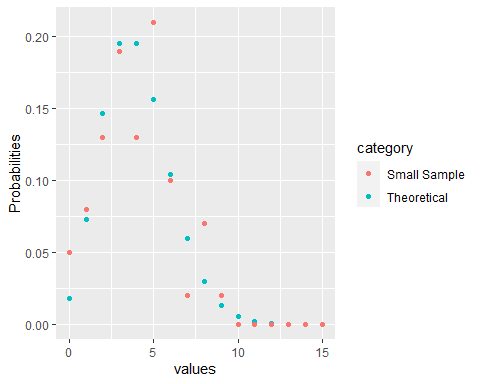 0.20
0.15
0.10
0.05
0.00
Probabilities
0 5 10 15
values
category
Small Sample
Theoretical